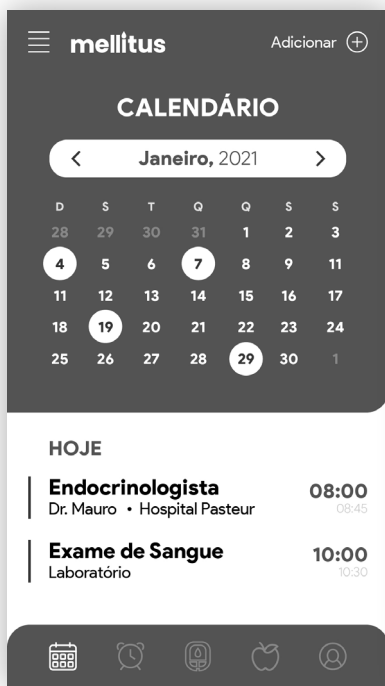 mellitus Adicionar
CALENDÁRIO
Janeiro, 2021
D S T Q Q S S
28 29 30 31 1 2 3
4 5 6 7 8 9 11
11 12 13 14 15 16 17
18 19 20 21 22 23 24
25 26 27 28 29 30 1
HOJE
Endocrinologista 08:00
Dr. Mauro • Hospital Pasteur 08:45
Exame de Sangue 10:00
Laboratório 10:30